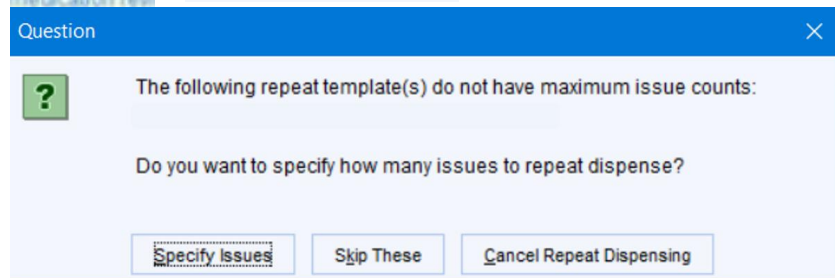 Question
The following repeat template(s) do not have maximum issue counts:
Do you want to specify how many issues to repeat dispense?
Specify Issues
Skip These
Cancel Repeat Dispensing